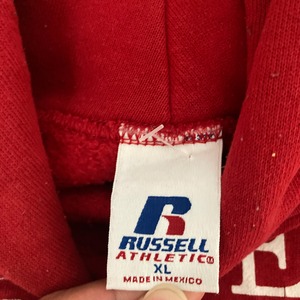 RUSSELL
ATHLETIC®
XL
MADE IN MEXICO
E